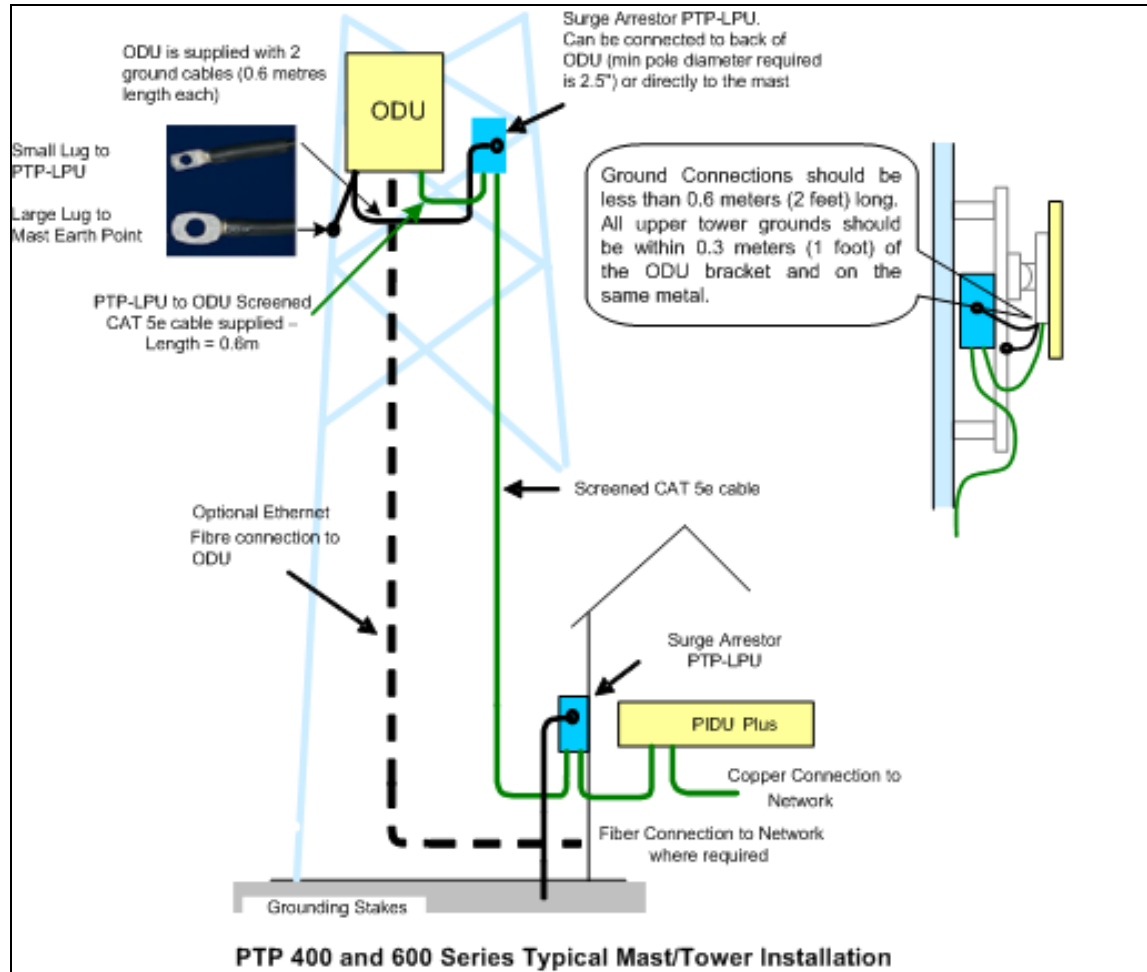 Surge Arrestor PTP-LPU.
Can be connected to back of
ODU (min pole diameter required
is 2.5") or directly to the mast
ODU is supplied with 2
ground cables (0.6 metres
length each)
ODU
Small Lug to
PTP-LPU
Large Lug to
Mast Earth Point
Ground Connections should be
less than 0.6 meters (2 feet) long.
All upper tower grounds should
be within 0.3 meters (1 foot) of
the ODU bracket and on the
same metal.
PTP-LPU to ODU Screened
CAT 5e cable supplied –
Length = 0.6m
Screened CAT 5e cable
Optional Ethernet
Fibre connection to
ODU
Surge Arrestor
PTP-LPU
PIDU Plus
Copper Connection to
Network
Fiber Connection to Network
where required
Grounding Stakes
PTP 400 and 600 Series Typical Mast/Tower Installation